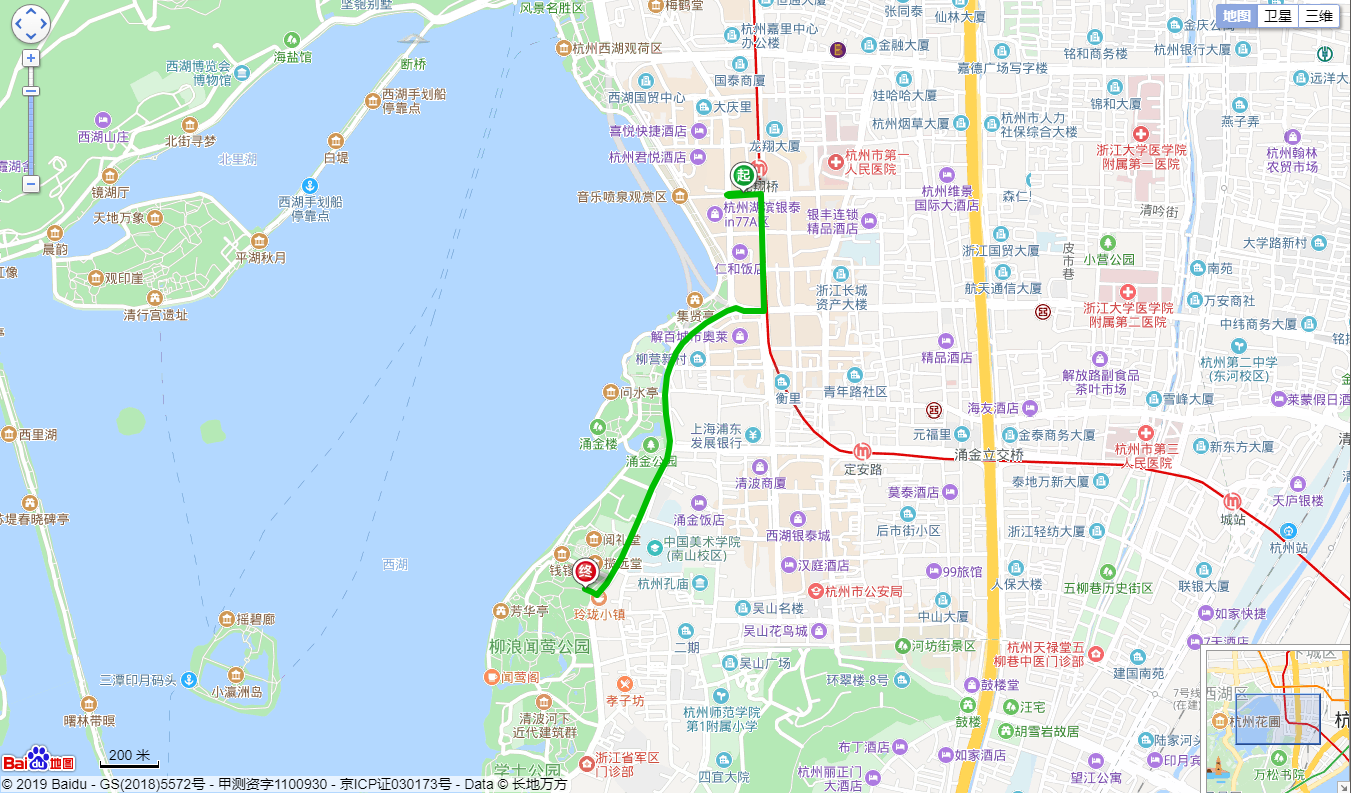 坚匏别墅
风景名胜区
梅鹤堂
恒通大厦
张同泰
仙林大厦
金庆公寓
地图
卫星
三维
海盐馆
断桥
杭州西湖观荷区
杭州嘉里中心
办公楼
金融大厦
嘉德广场写字楼
铭和商务楼
杭州银行大厦
西湖博览会
博物馆
西湖手划船
停靠点
国泰商厦
西湖国贸中心
大庆里
娃哈哈大厦
锦和大厦
远洋大
燕子弄
西湖山庄
北街寻梦
北里湖
白堤
喜悦快捷酒店
杭州君悦酒店
龙翔大厦
杭州烟草大厦
杭州市人力
社保综合大楼
杭州市第一
人民医院
浙江大学医学院
附属第一医院
杭州翰林
农贸市场
镜湖厅
西湖手划船
停靠点
音乐喷泉观赏区
起
翔桥
杭州湖滨银泰
in77A区
银丰连锁
精品酒店
杭州维景
国际大酒店
森仁
清吟街
天地万象
晨韵
平湖秋月
观印崖
清行宫遗址
仁和饭店
浙江国贸大厦
皮市巷
小营公园
大学路新村
南苑
浙江长城
资产大楼
航天通信大厦
浙江大学医学院
附属第二医院
万安商社
中纬商务大厦
集贤亭
解百城市奥莱
柳营新村
精品酒店
解放路副食品
茶叶市场
杭州第二中学
(东河校区)
问水亭
衡里
青年路社区
海友酒店
雪峰大厦
莱蒙假日酒
西里湖
涌金楼
涌金公园
上海浦东
发展银行
元福里
金泰商务大厦
涌金立交桥
定安路
杭州市第三
人民医院
新东方大厦
清波商厦
莫泰酒店
泰地万新大厦
城站
天庐银楼
苏堤春晓碑亭
涌金饭店
西湖银泰城
后市街小区
浙江轻纺大厦
杭州站
阅礼堂
中国美术学院
(南山校区)
西湖
揽远堂
终
杭州孔庙
汉庭酒店
99旅馆
人保大楼
五柳巷历史街区
联银大厦
芳华亭
玲珑小镇
杭州市公安局
吴山名楼
中山大厦
如家快捷
摇碧廊
柳浪闻莺公园
二期
吴山花鸟城
河坊街景区
杭州天禄堂五
柳巷中医门诊部
7天酒店
建国南苑
三潭印月码头
小瀛洲岛
闻莺阁
孝子坊
吴山广场
环翠楼-8号
鼓楼堂
曙林带暝
清波河下
近代建筑群
杭州师范学院
第1附属小学
鼓楼
汪宅
胡雪岩故居
7号线
(在建)
浙江省军区
门诊部
学士公园
四宜大院
布丁酒店
杭州丽正门
大酒店
如家酒店
望江公寓
陆家河头
印月宾
下城区
西湖区
杭州花圃
万松书院
200 米
Bai du 地图
© 2019 Baidu - GS(2018)5572号 - 甲测资字1100930 - 京ICP证030173号 - Data © 长地万方